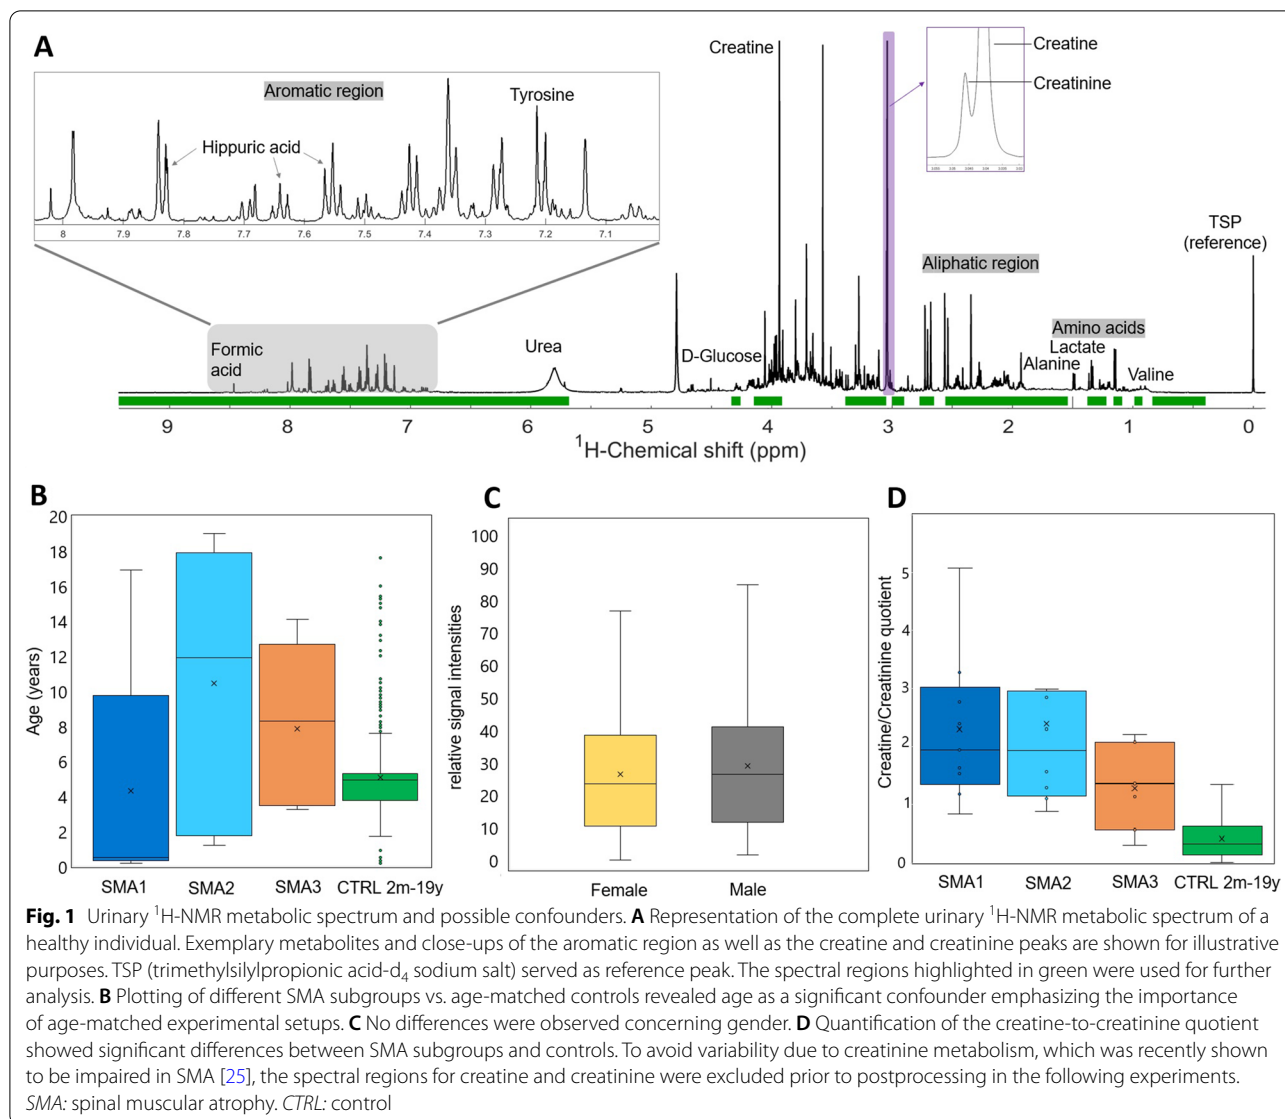 A
Creatine
Creatine
Creatinine
3.055 3.05 3.045 3.04 3.035 3.03
Aromatic region
Tyrosine
Hippuric acid
8 7.9 7.8 7.7 7.6 7.5 7.4 7.3 7.2 7.1
TSP
(reference)
Aliphatic region
Amino acids
Formic
acid
Urea
D-Glucose
Lactate
Alanine
Valine
9 8 7 6 5 4 3 2 1 0
¹H-Chemical shift (ppm)
B
Age (years)
20
18
16
14
12
10
8
6
4
2
0
SMA1 SMA2 SMA3 CTRL 2m-19y
C
relative signal intensities
100
90
80
70
60
50
40
30
20
10
0
Female Male
D
Creatine/Creatinine quotient
5
4
3
2
1
0
SMA1 SMA2 SMA3 CTRL 2m-19y
Fig. 1 Urinary ¹H-NMR metabolic spectrum and possible confounders. A Representation of the complete urinary ¹H-NMR metabolic spectrum of a
healthy individual. Exemplary metabolites and close-ups of the aromatic region as well as the creatine and creatinine peaks are shown for illustrative
purposes. TSP (trimethylsilylpropionic acid-d₄ sodium salt) served as reference peak. The spectral regions highlighted in green were used for further
analysis. B Plotting of different SMA subgroups vs. age-matched controls revealed age as a significant confounder emphasizing the importance
of age-matched experimental setups. C No differences were observed concerning gender. D Quantification of the creatine-to-creatinine quotient
showed significant differences between SMA subgroups and controls. To avoid variability due to creatinine metabolism, which was recently shown
to be impaired in SMA [25], the spectral regions for creatine and creatinine were excluded prior to postprocessing in the following experiments.
SMA: spinal muscular atrophy. CTRL: control